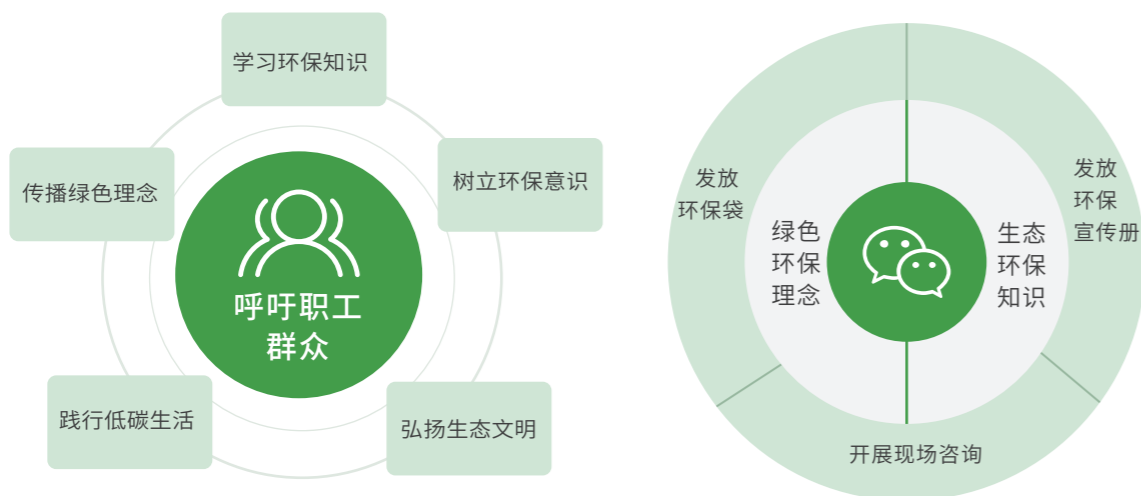 学习环保知识
树立环保意识
传播绿色理念
呼吁职工
群众
践行低碳生活
弘扬生态文明
发放
环保袋
绿色
环保
理念
生态
环保
知识
发放
环保
宣传册
开展现场咨询